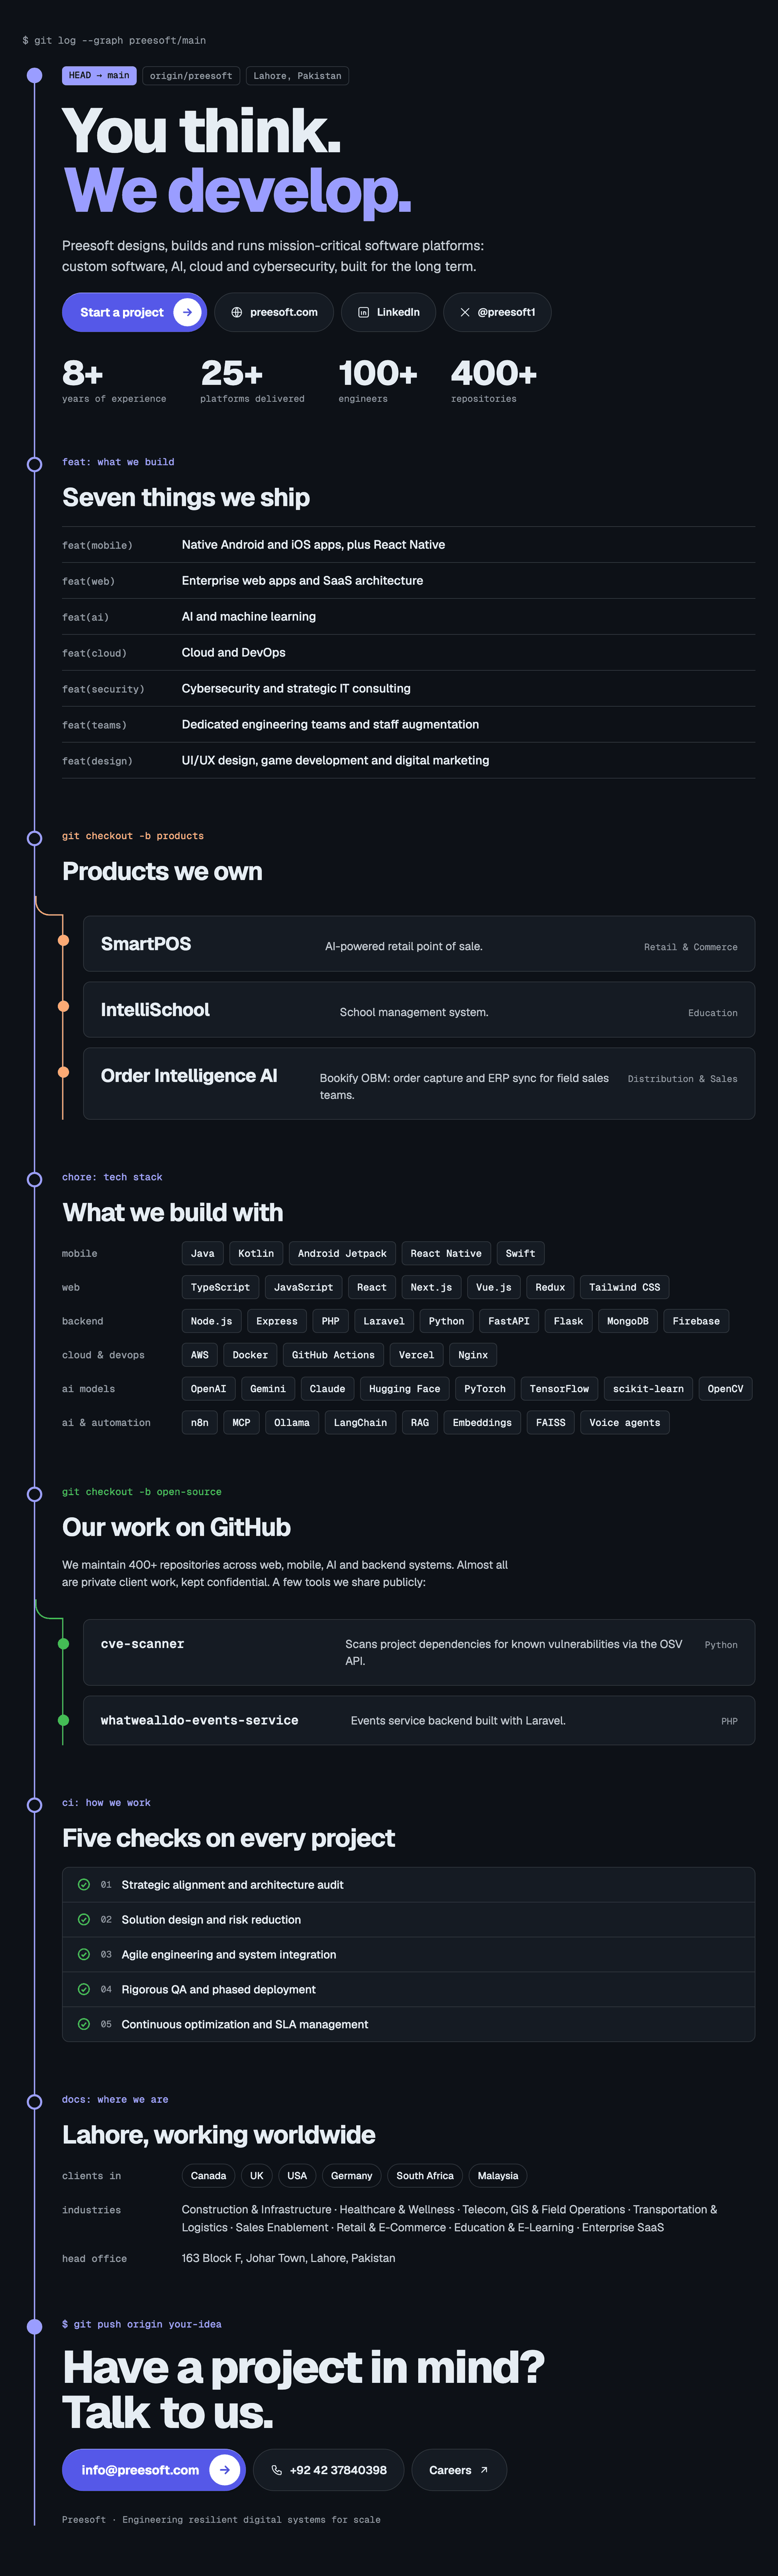 $ git log --graph preesoft/main
HEAD → main origin/preesoft Lahore, Pakistan
You think.
We develop.
Preesoft designs, builds and runs mission-critical software platforms:
custom software, AI, cloud and cybersecurity, built for the long term.
Start a project → preesoft.com LinkedIn @preesoft1
8+ 25+ 100+ 400+
years of experience platforms delivered engineers repositories
feat: what we build
Seven things we ship
feat(mobile) Native Android and iOS apps, plus React Native
feat(web) Enterprise web apps and SaaS architecture
feat(ai) AI and machine learning
feat(cloud) Cloud and DevOps
feat(security) Cybersecurity and strategic IT consulting
feat(teams) Dedicated engineering teams and staff augmentation
feat(design) UI/UX design, game development and digital marketing
git checkout -b products
Products we own
SmartPOS AI-powered retail point of sale. Retail & Commerce
IntelliSchool School management system. Education
Order Intelligence AI Bookify OBM: order capture and ERP sync for field sales Distribution & Sales
teams.
chore: tech stack
What we build with
mobile Java Kotlin Android Jetpack React Native Swift
web TypeScript JavaScript React Next.js Vue.js Redux Tailwind CSS
backend Node.js Express PHP Laravel Python FastAPI Flask MongoDB Firebase
cloud & devops AWS Docker GitHub Actions Vercel Nginx
ai models OpenAI Gemini Claude Hugging Face PyTorch TensorFlow scikit-learn OpenCV
ai & automation n8n MCP Ollama LangChain RAG Embeddings FAISS Voice agents
git checkout -b open-source
Our work on GitHub
We maintain 400+ repositories across web, mobile, AI and backend systems. Almost all
are private client work, kept confidential. A few tools we share publicly:
cve-scanner Scans project dependencies for known vulnerabilities via the OSV Python
API.
whatwealldo-events-service Events service backend built with Laravel. PHP
ci: how we work
Five checks on every project
01 Strategic alignment and architecture audit
02 Solution design and risk reduction
03 Agile engineering and system integration
04 Rigorous QA and phased deployment
05 Continuous optimization and SLA management
docs: where we are
Lahore, working worldwide
clients in Canada UK USA Germany South Africa Malaysia
industries Construction & Infrastructure · Healthcare & Wellness · Telecom, GIS & Field Operations · Transportation &
Logistics · Sales Enablement · Retail & E-Commerce · Education & E-Learning · Enterprise SaaS
head office 163 Block F, Johar Town, Lahore, Pakistan
$ git push origin your-idea
Have a project in mind?
Talk to us.
info@preesoft.com → +92 42 37840398 Careers ↗
Preesoft · Engineering resilient digital systems for scale